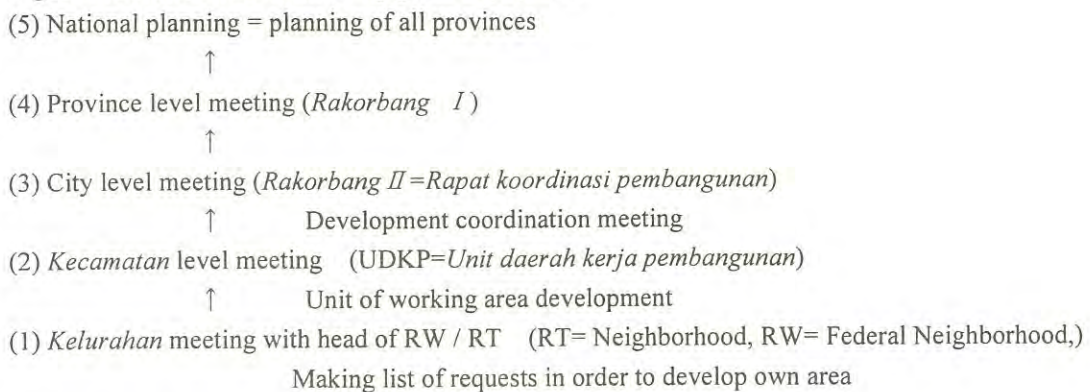 (5) National planning = planning of all provinces
↑
(4) Province level meeting (Rakorbang I)
↑
(3) City level meeting (Rakorbang II=Rapat koordinasi pembangunan)
↑ Development coordination meeting
(2) Kecamatan level meeting (UDKP=Unit daerah kerja pembangunan)
↑ Unit of working area development
(1) Kelurahan meeting with head of RW / RT (RT= Neighborhood, RW= Federal Neighborhood,)
Making list of requests in order to develop own area